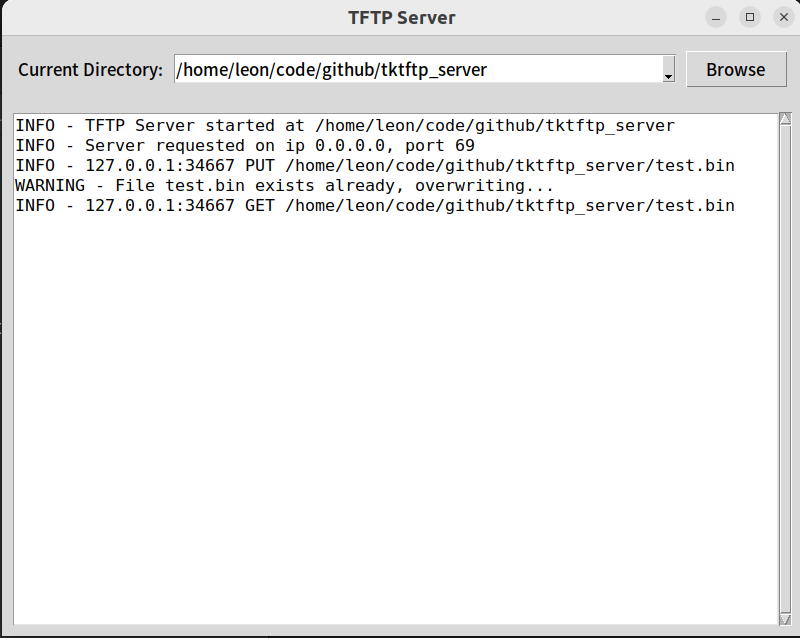 TFTP Server
Current Directory: /home/leon/code/github/tktftp_server Browse
INFO - TFTP Server started at /home/leon/code/github/tktftp_server
INFO - Server requested on ip 0.0.0.0, port 69
INFO - 127.0.0.1:34667 PUT /home/leon/code/github/tktftp_server/test.bin
WARNING - File test.bin exists already, overwriting...
INFO - 127.0.0.1:34667 GET /home/leon/code/github/tktftp_server/test.bin